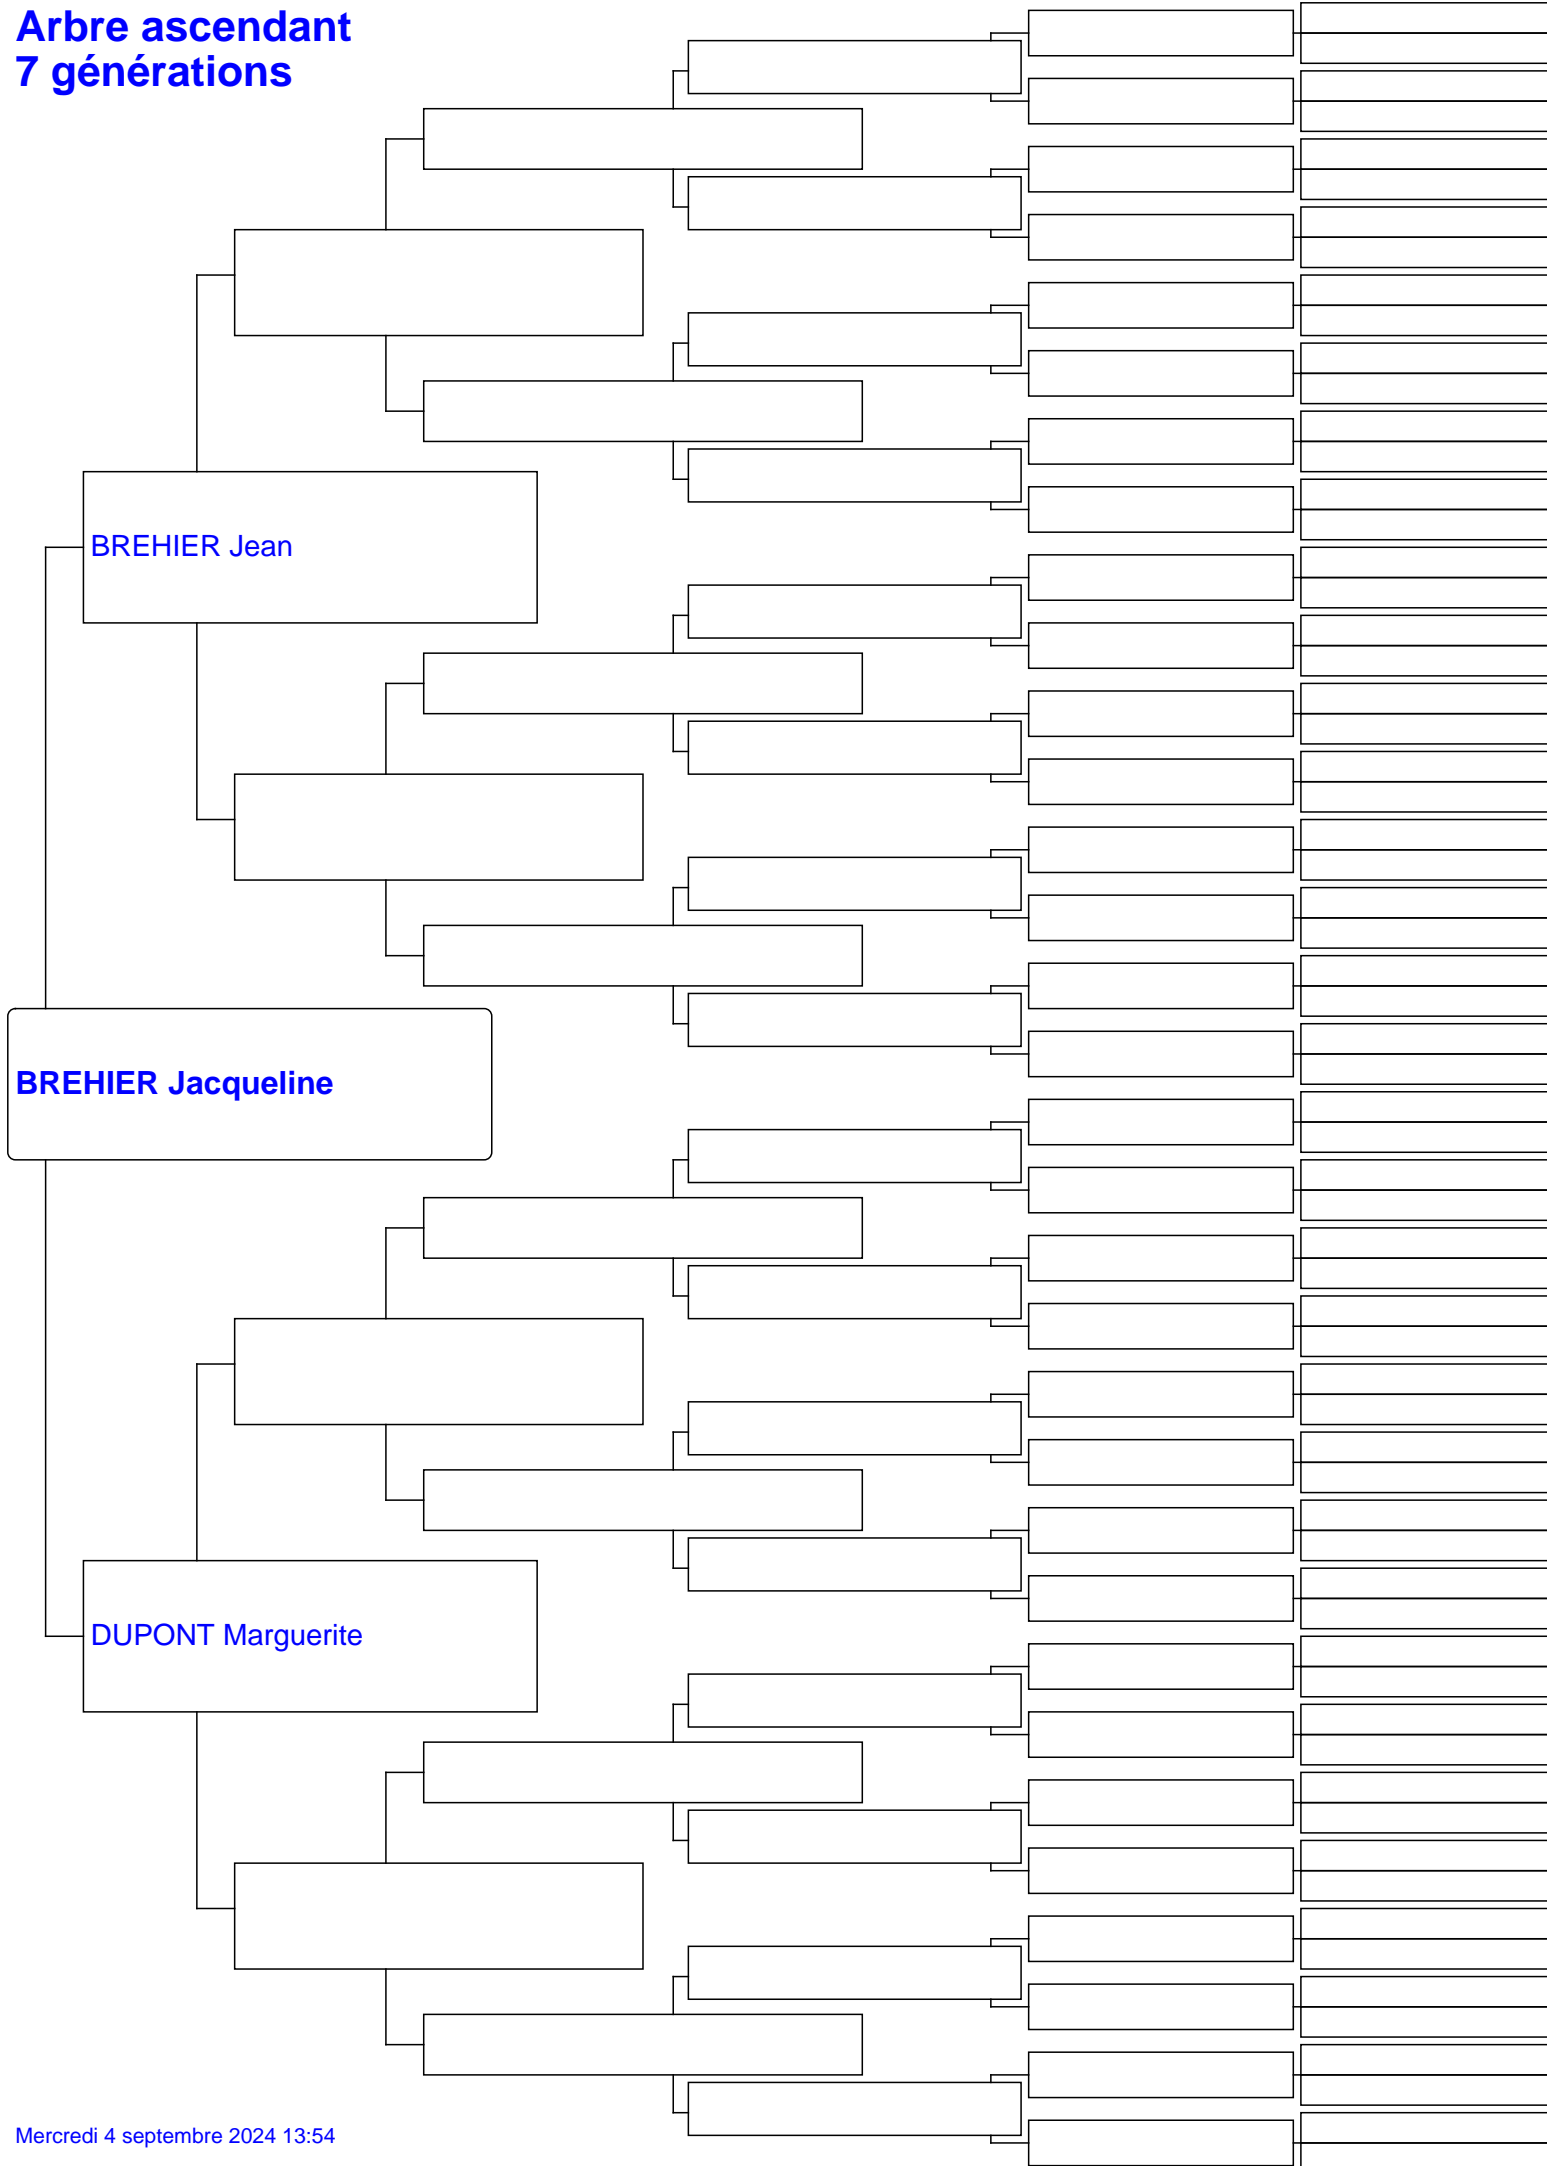 Arbre ascendant
7 générations
BREHIER Jean
BREHIER Jacqueline
DUPONT Marguerite
Mercredi 4 septembre 2024 13:54